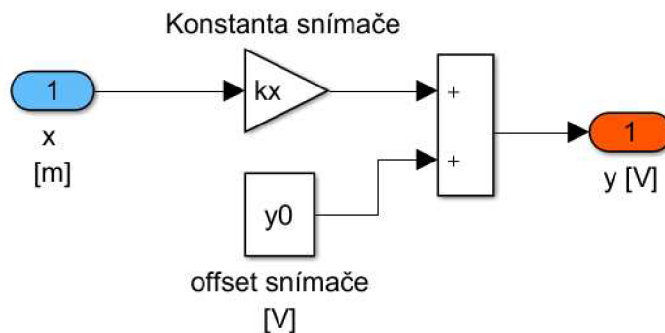 Konstanta snímače
1
kx
x
[m]
+
+
1
y [V]
y0
offset snímače
[V]